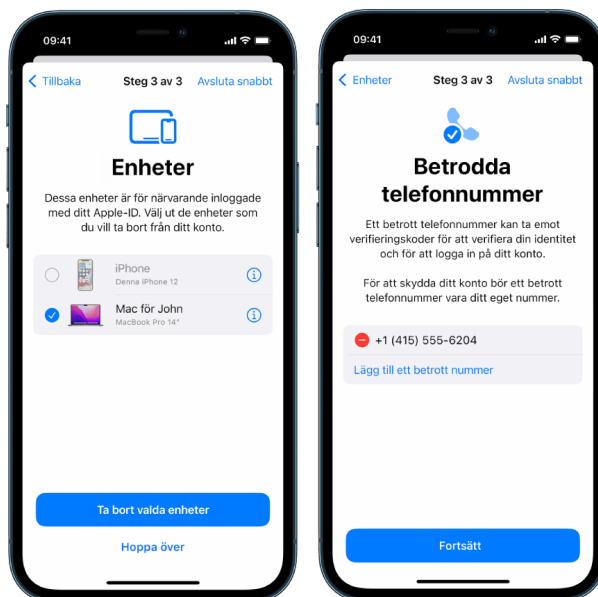 09:41
Tillbaka
Steg 3 av 3
Avsluta snabbt
Enheter
Dessa enheter är för närvarande inloggade
med ditt Apple-ID. Välj ut de enheter som
du vill ta bort från ditt konto.
iPhone
Denna iPhone 12
Mac för John
MacBook Pro 14"
Ta bort valda enheter
Hoppa över
09:41
Enheter
Steg 3 av 3
Avsluta snabbt
Betrodda
telefonnummer
Ett betrott telefonnummer kan ta emot
verifieringskoder för att verifiera din identitet
och för att logga in på ditt konto.
För att skydda ditt konto bör ett betrott
telefonnummer vara ditt eget nummer.
+1 (415) 555-6204
Lägg till ett betrott nummer
Fortsätt